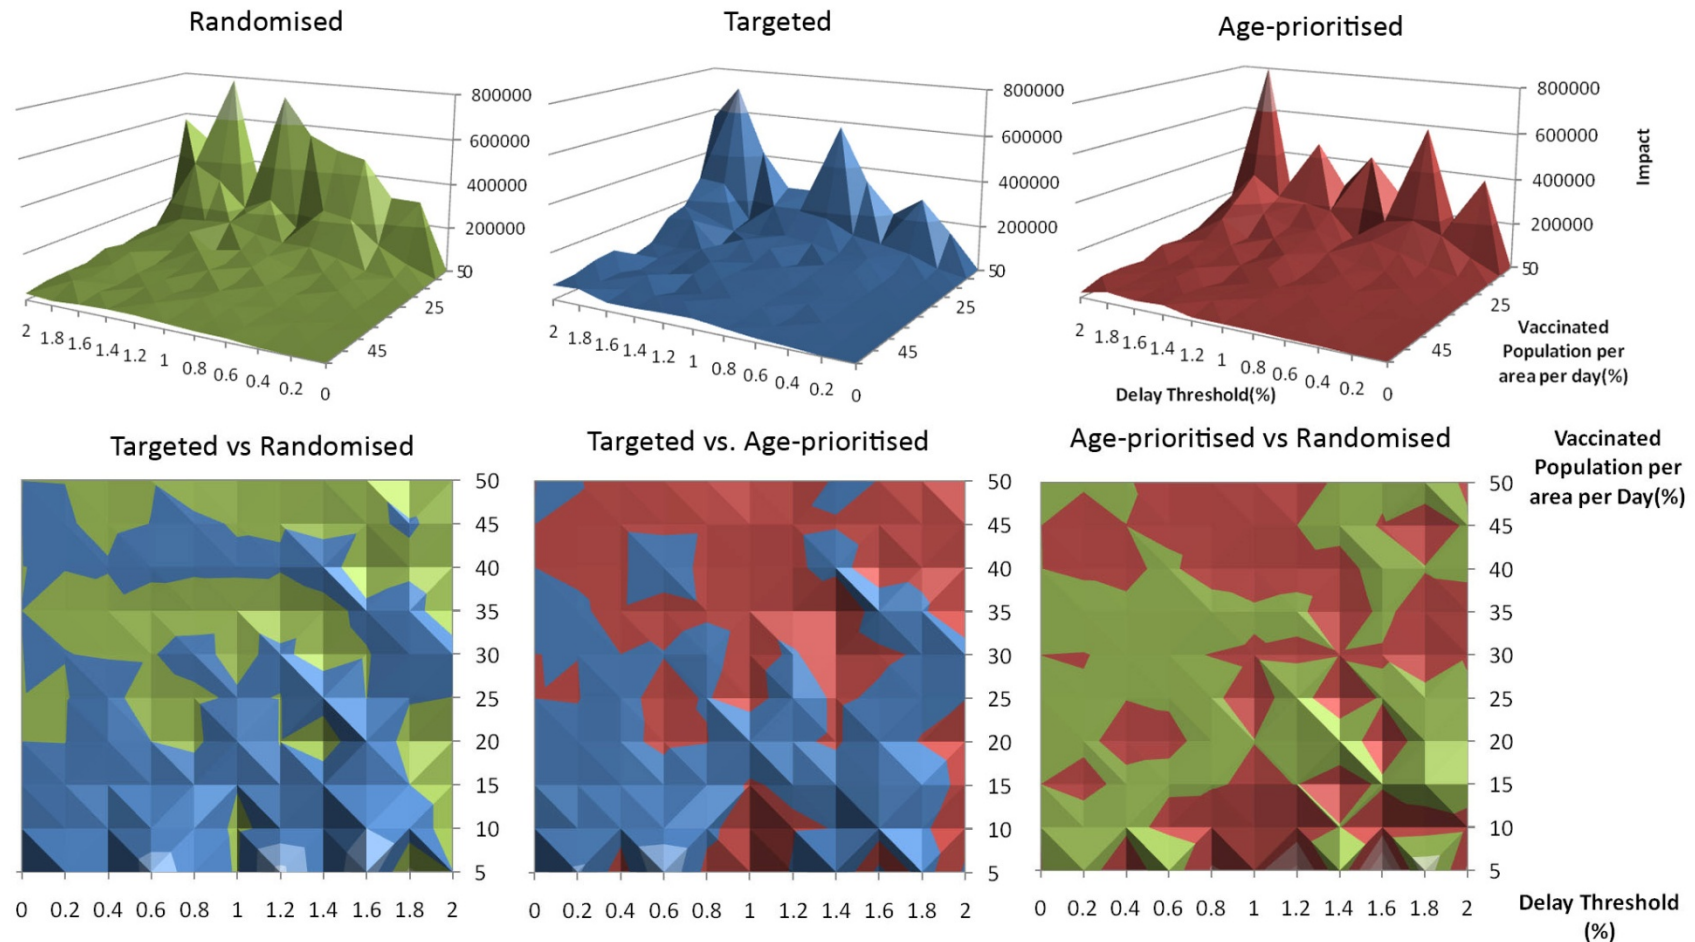 Randomised
Targeted
Age-prioritised
800000
600000
400000
200000
50
25
45
2 1.8 1.6 1.4 1.2 1 0.8 0.6 0.4 0.2 0
800000
600000
400000
200000
50
25
45
2 1.8 1.6 1.4 1.2 1 0.8 0.6 0.4 0.2 0
800000
600000
400000
200000
50
25
45
2 1.8 1.6 1.4 1.2 1 0.8 0.6 0.4 0.2 0
Impact
Vaccinated
Population per
area per day(%)
Delay Threshold(%)
Targeted vs Randomised
Targeted vs. Age-prioritised
Age-prioritised vs Randomised
Vaccinated
Population per
area per Day(%)
50
45
40
35
30
25
20
15
10
5
0 0.2 0.4 0.6 0.8 1 1.2 1.4 1.6 1.8 2
50
45
40
35
30
25
20
15
10
5
0 0.2 0.4 0.6 0.8 1 1.2 1.4 1.6 1.8 2
50
45
40
35
30
25
20
15
10
5
0 0.2 0.4 0.6 0.8 1 1.2 1.4 1.6 1.8 2
Delay Threshold
(%)